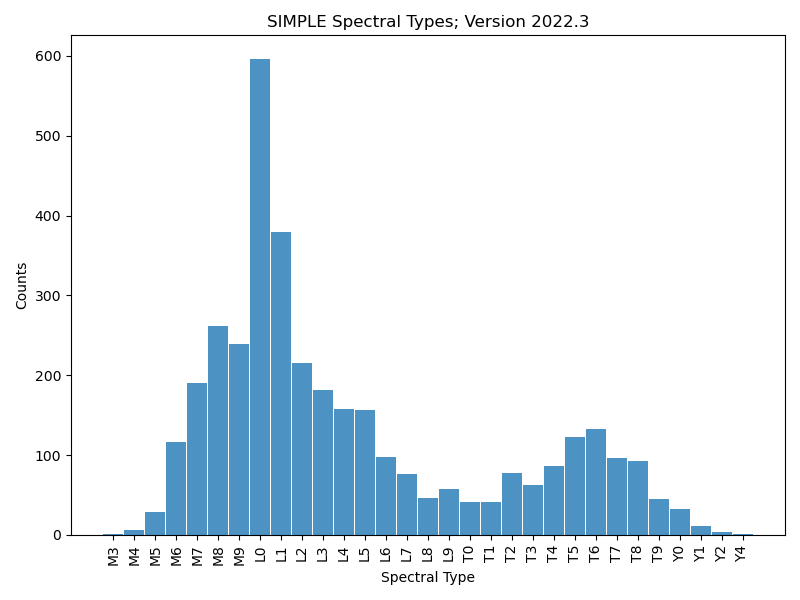 SIMPLE Spectral Types; Version 2022.3
600
500
400
300
200
100
0
Counts
M3 M4 M5 M6 M7 M8 M9 L0 L1 L2 L3 L4 L5 L6 L7 L8 L9 T0 T1 T2 T3 T4 T5 T6 T7 T8 T9 Y0 Y1 Y2 Y4
Spectral Type